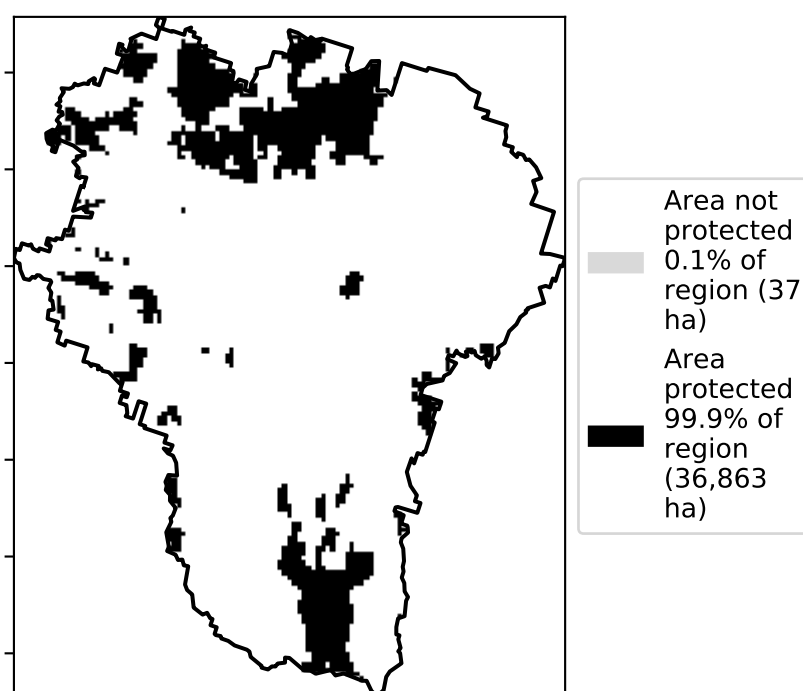 Area not
protected
0.1% of
region (37
ha)
Area
protected
99.9% of
region
(36,863
ha)